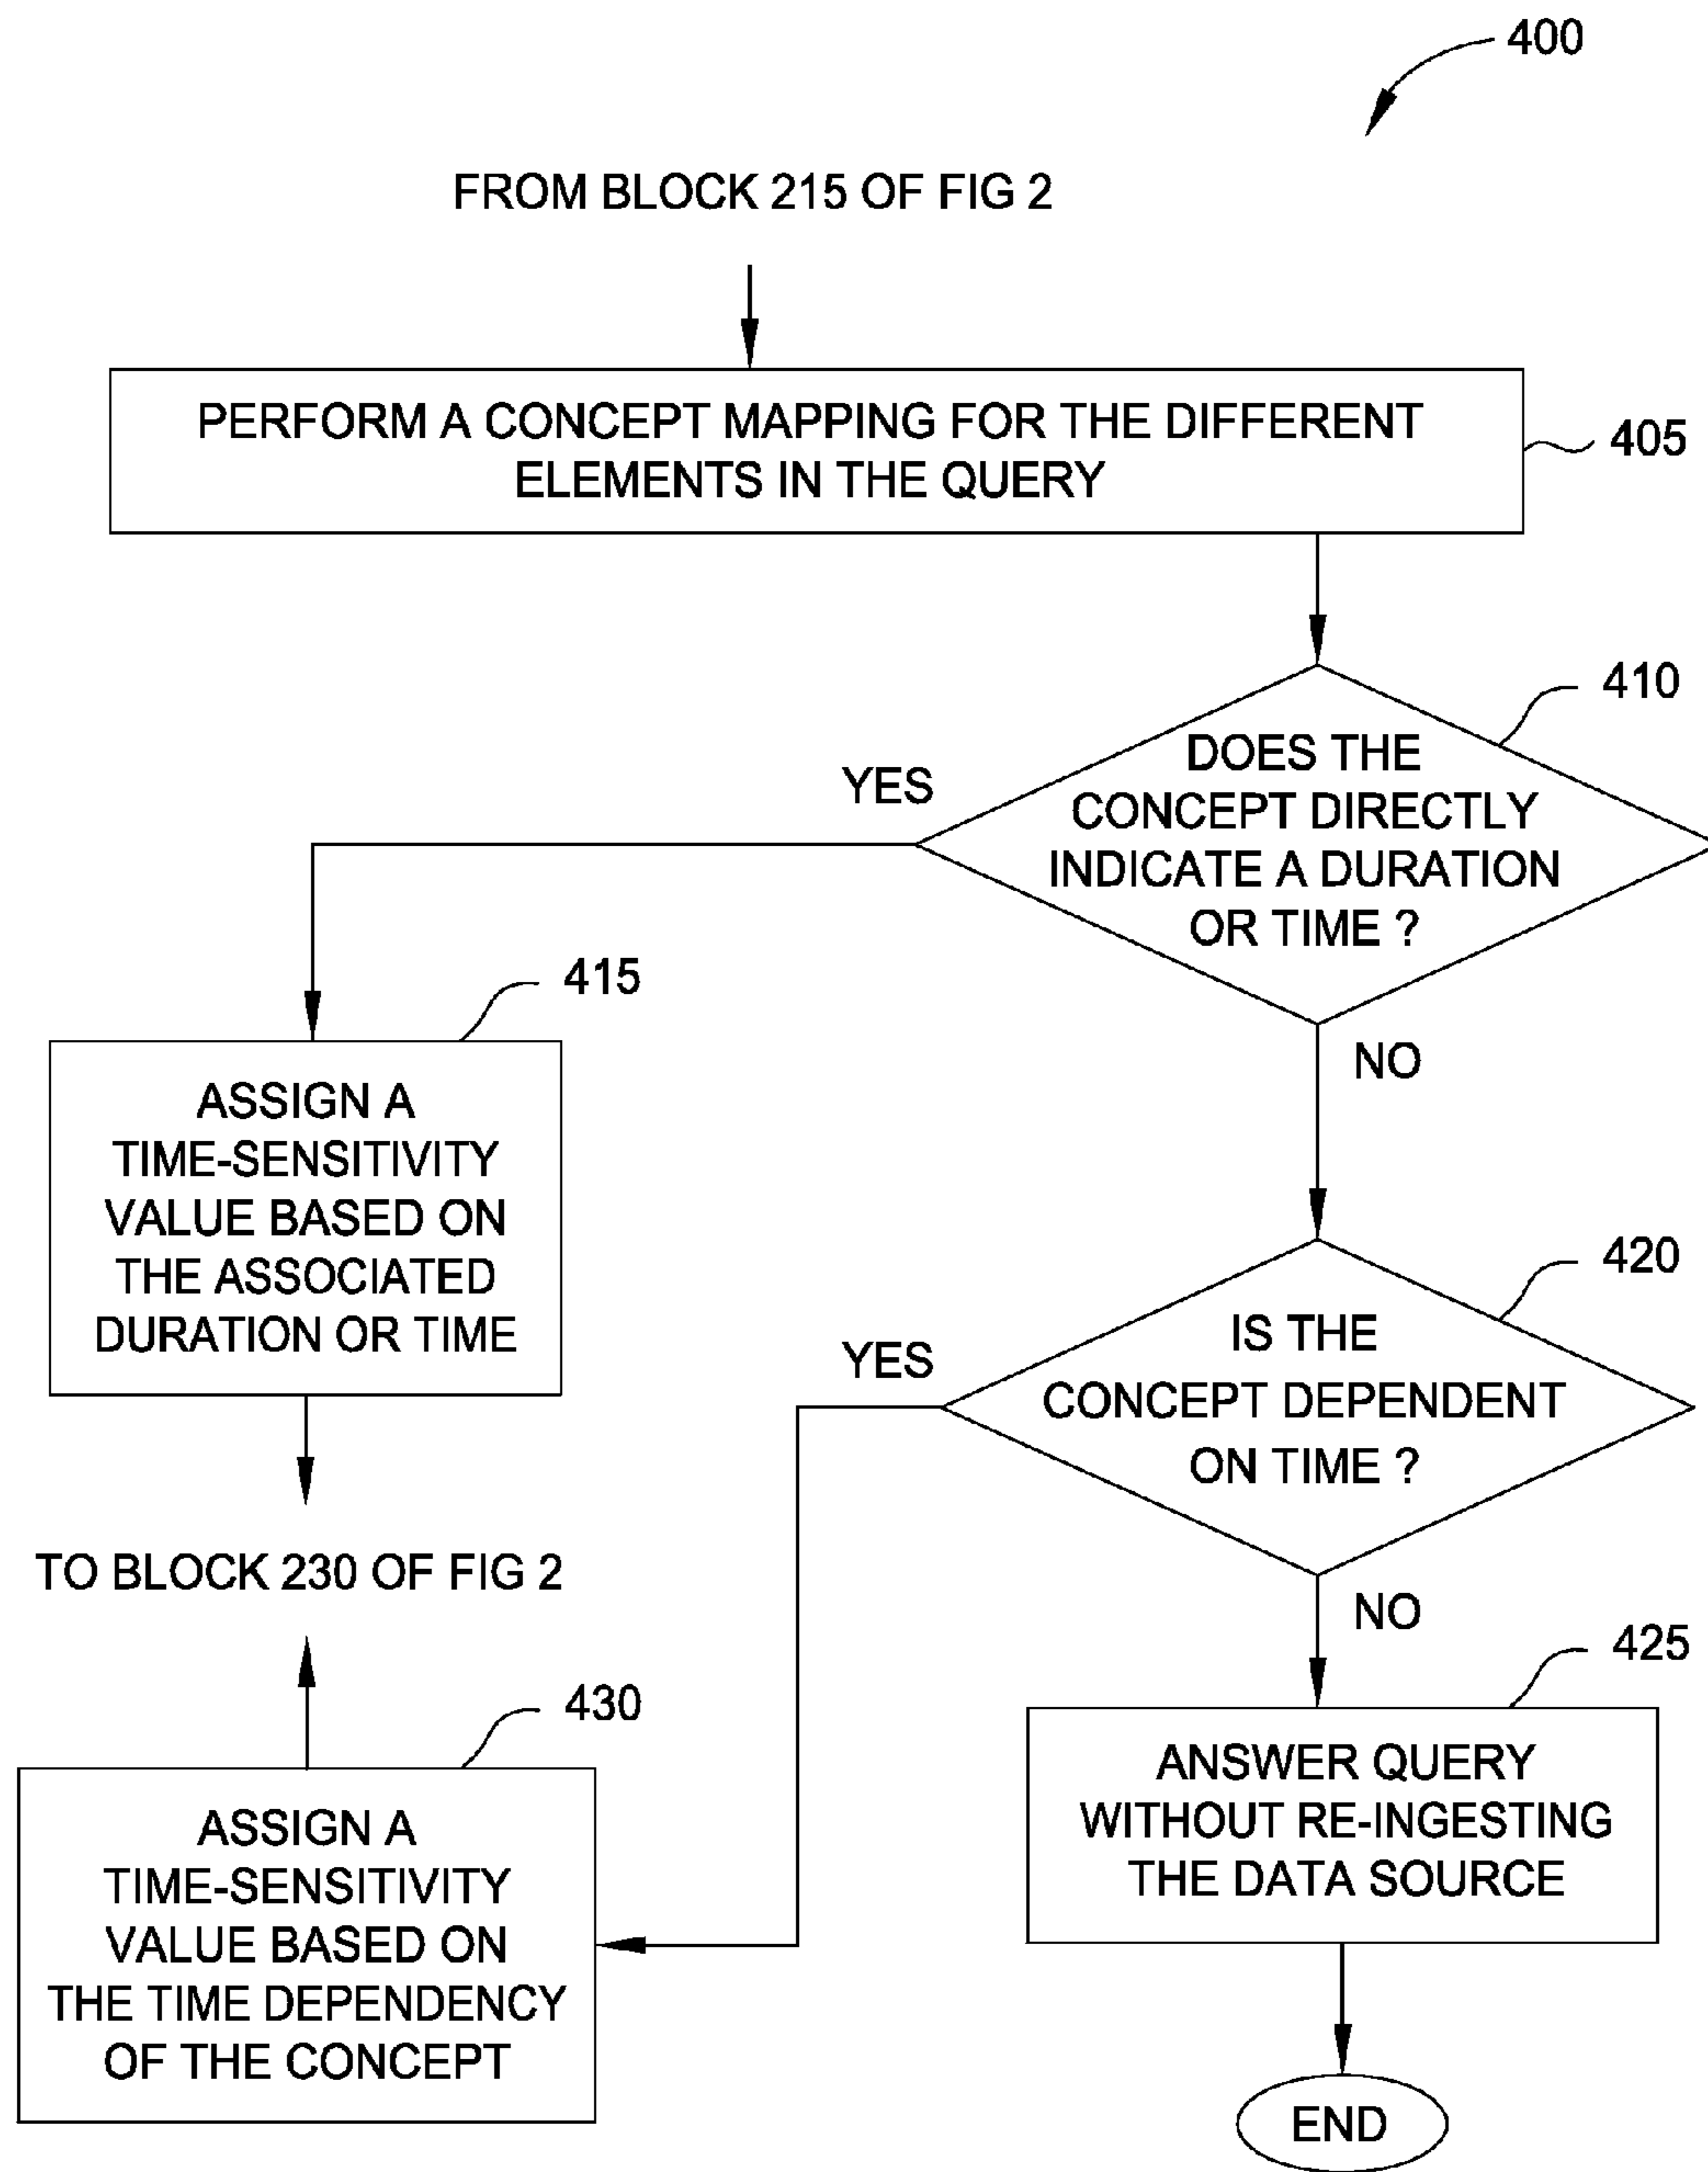 400
FROM BLOCK 215 OF FIG 2
PERFORM A CONCEPT MAPPING FOR THE DIFFERENT
ELEMENTS IN THE QUERY
405
410
DOES THE
CONCEPT DIRECTLY
INDICATE A DURATION
OR TIME ?
YES
NO
415
ASSIGN A
TIME-SENSITIVITY
VALUE BASED ON
THE ASSOCIATED
DURATION OR TIME
TO BLOCK 230 OF FIG 2
420
IS THE
CONCEPT DEPENDENT
ON TIME ?
YES
NO
430
ASSIGN A
TIME-SENSITIVITY
VALUE BASED ON
THE TIME DEPENDENCY
OF THE CONCEPT
425
ANSWER QUERY
WITHOUT RE-INGESTING
THE DATA SOURCE
END